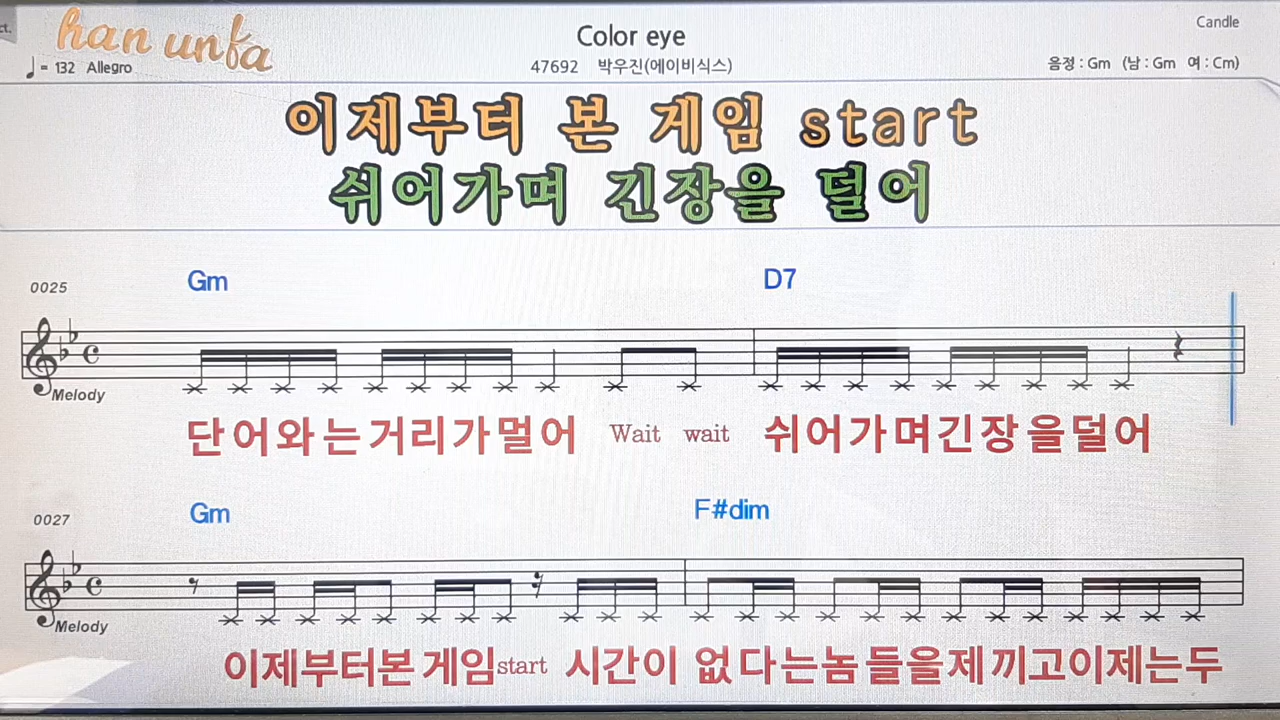 ct.
han unfa
Color eye
Candle
♩= 132 Allegro
47692 박우진(에이비식스)
음정 : Gm (남 : Gm 여 : Cm)
이제부터 본 게임 start
쉬어가며 긴장을 덜어
0025
Gm D7
Melody
단어와는거리가멀어 Wait wait 쉬어가며긴장을덜어
0027
Gm F#dim
Melody
이제부터본게임start 시간이 없다는놈들을제끼고이제는두